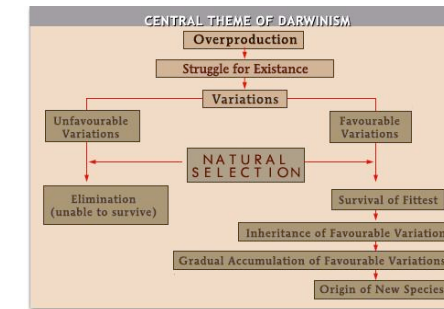 CENTRAL THEME OF DARWINISM
Overproduction
Struggle for Existance
Variations
Unfavourable
Variations
Favourable
Variations
NATURAL
SELECTION
Elimination
(unable to survive)
Survival of Fittest
Inheritance of Favourable Variation
Gradual Accumulation of Favourable Variations
Origin of New Species